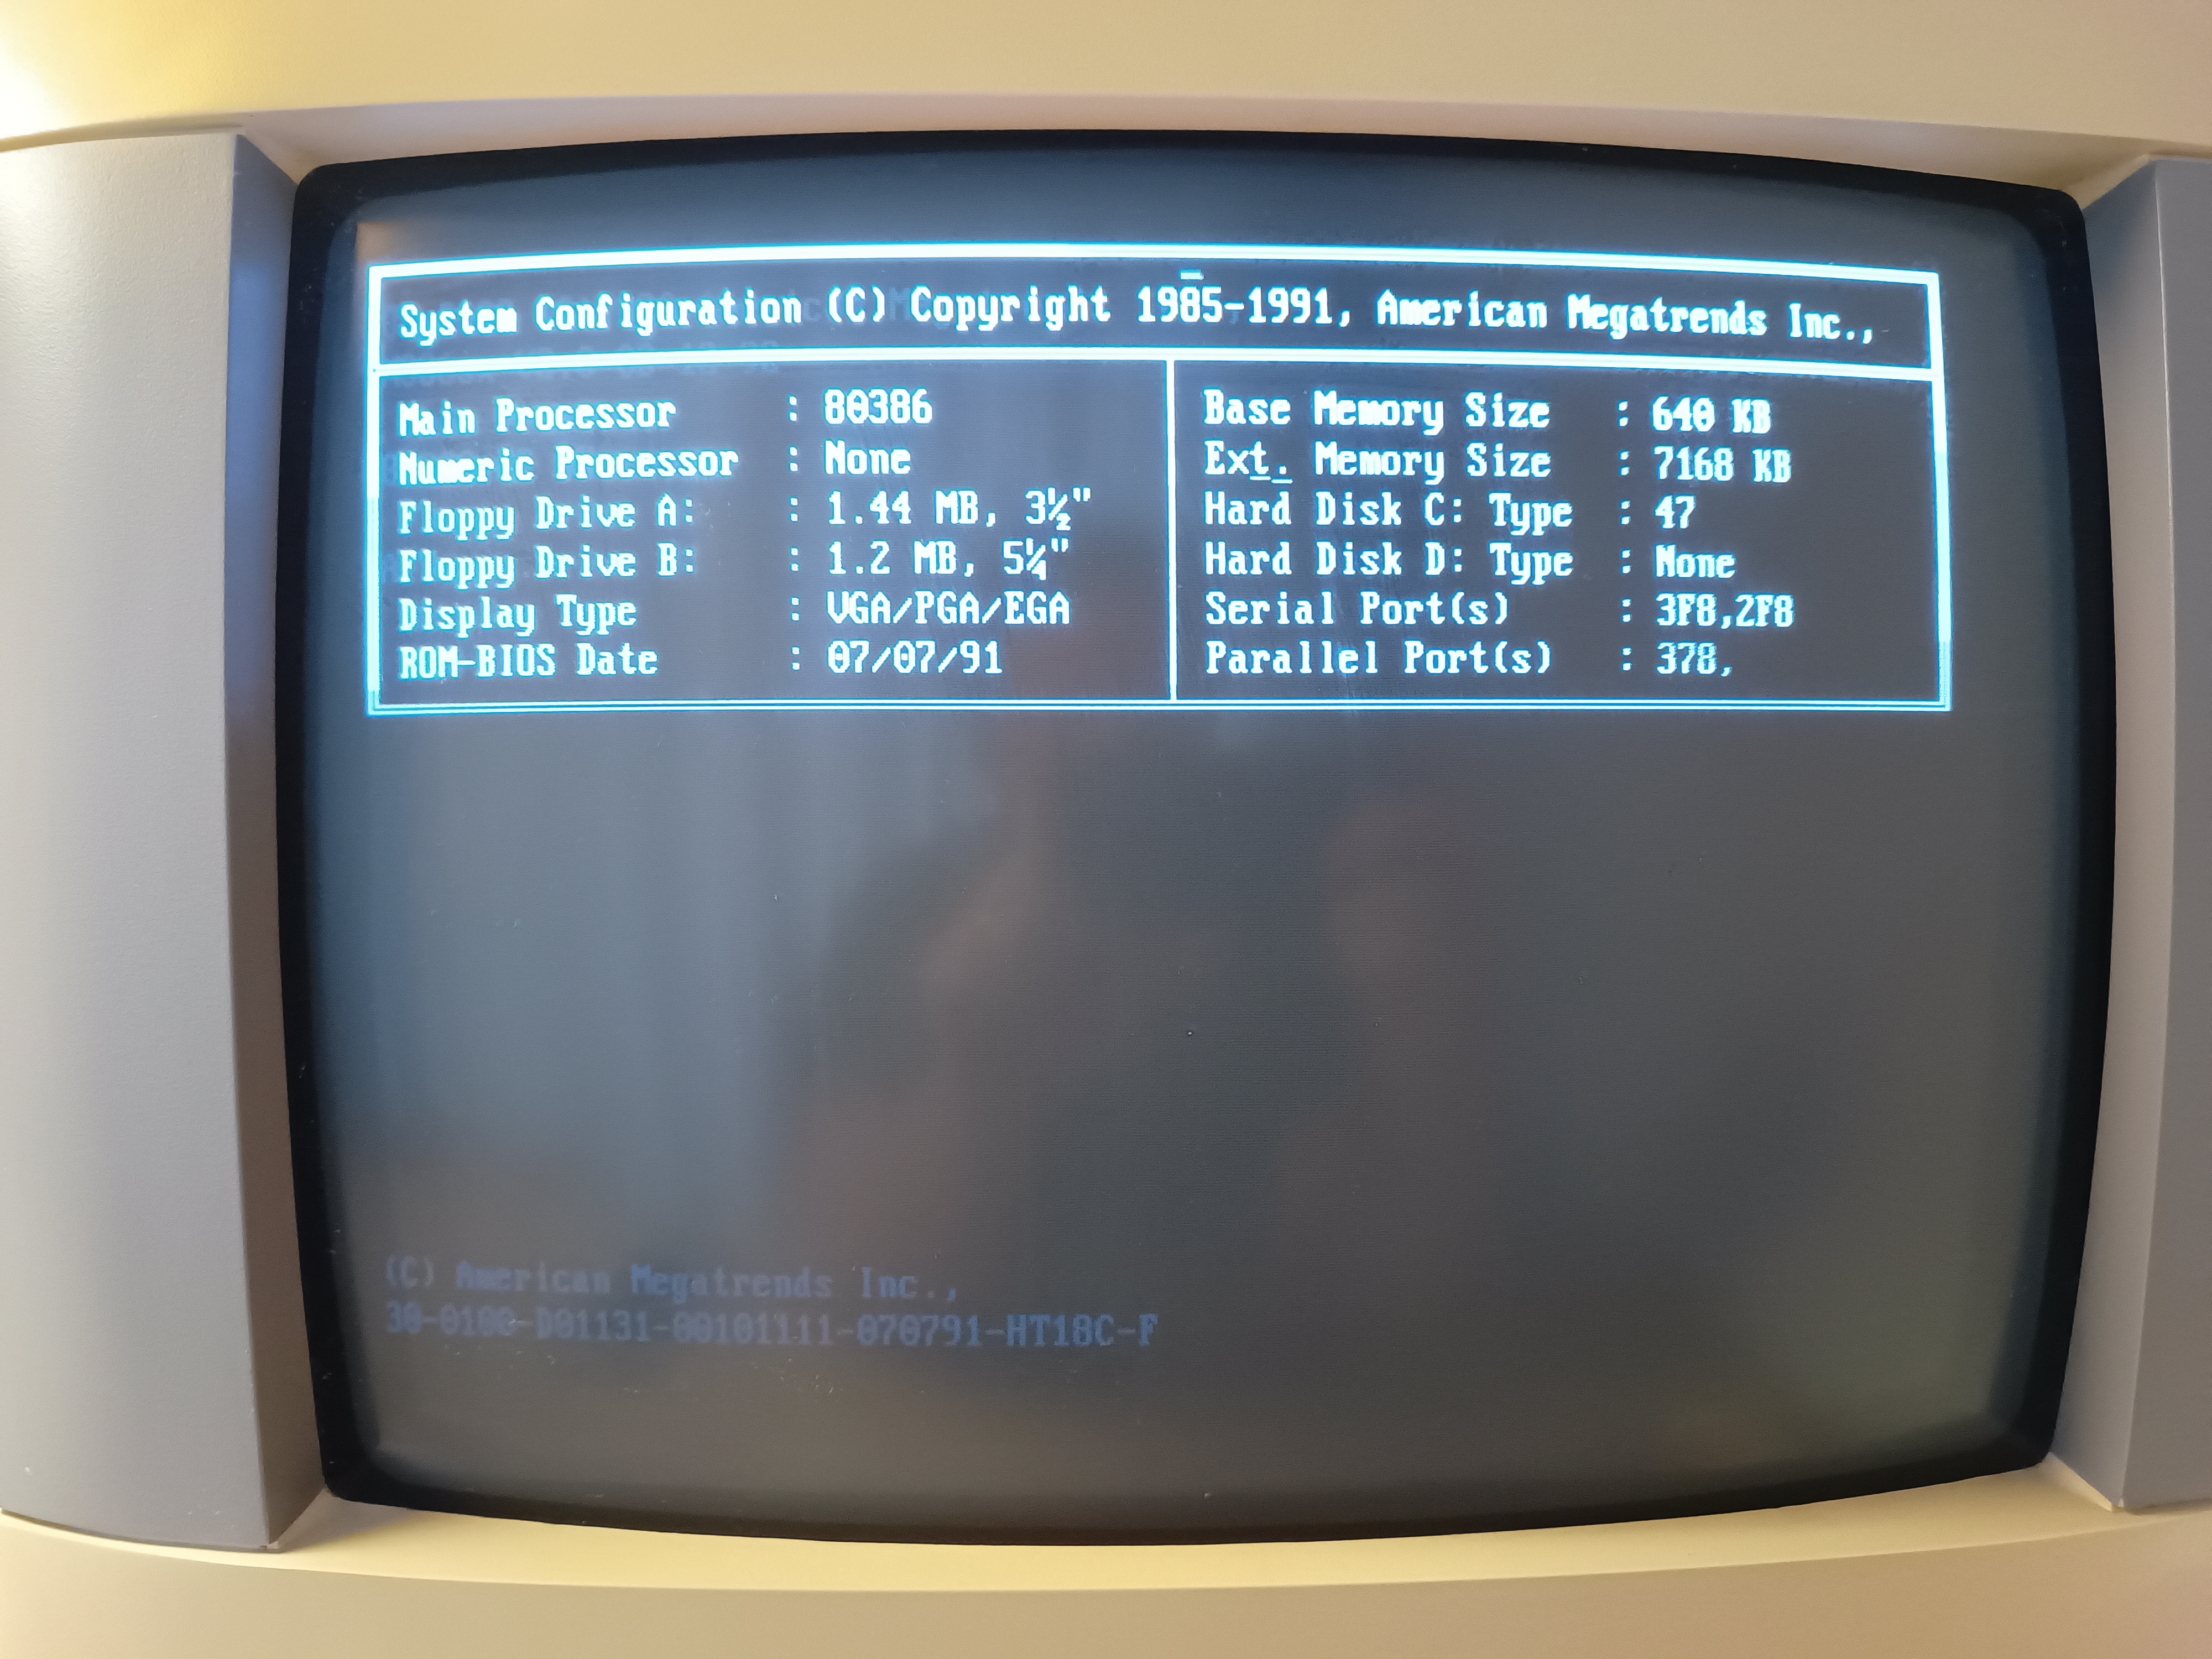 System Configuration (C) Copyright 1985-1991, American Megatrends Inc.,
Main Processor : 80386
Numeric Processor : None
Floppy Drive A: : 1.44 MB, 3½"
Floppy Drive B: : 1.2 MB, 5¼"
Display Type : VGA/PGA/EGA
ROM-BIOS Date : 07/07/91
Base Memory Size : 640 KB
Ext. Memory Size : 7168 KB
Hard Disk C: Type : 47
Hard Disk D: Type : None
Serial Port(s) : 3F8,2F8
Parallel Port(s) : 378,
(C) American Megatrends Inc.,
30-0100-D01131-00101111-070791-HT18C-F